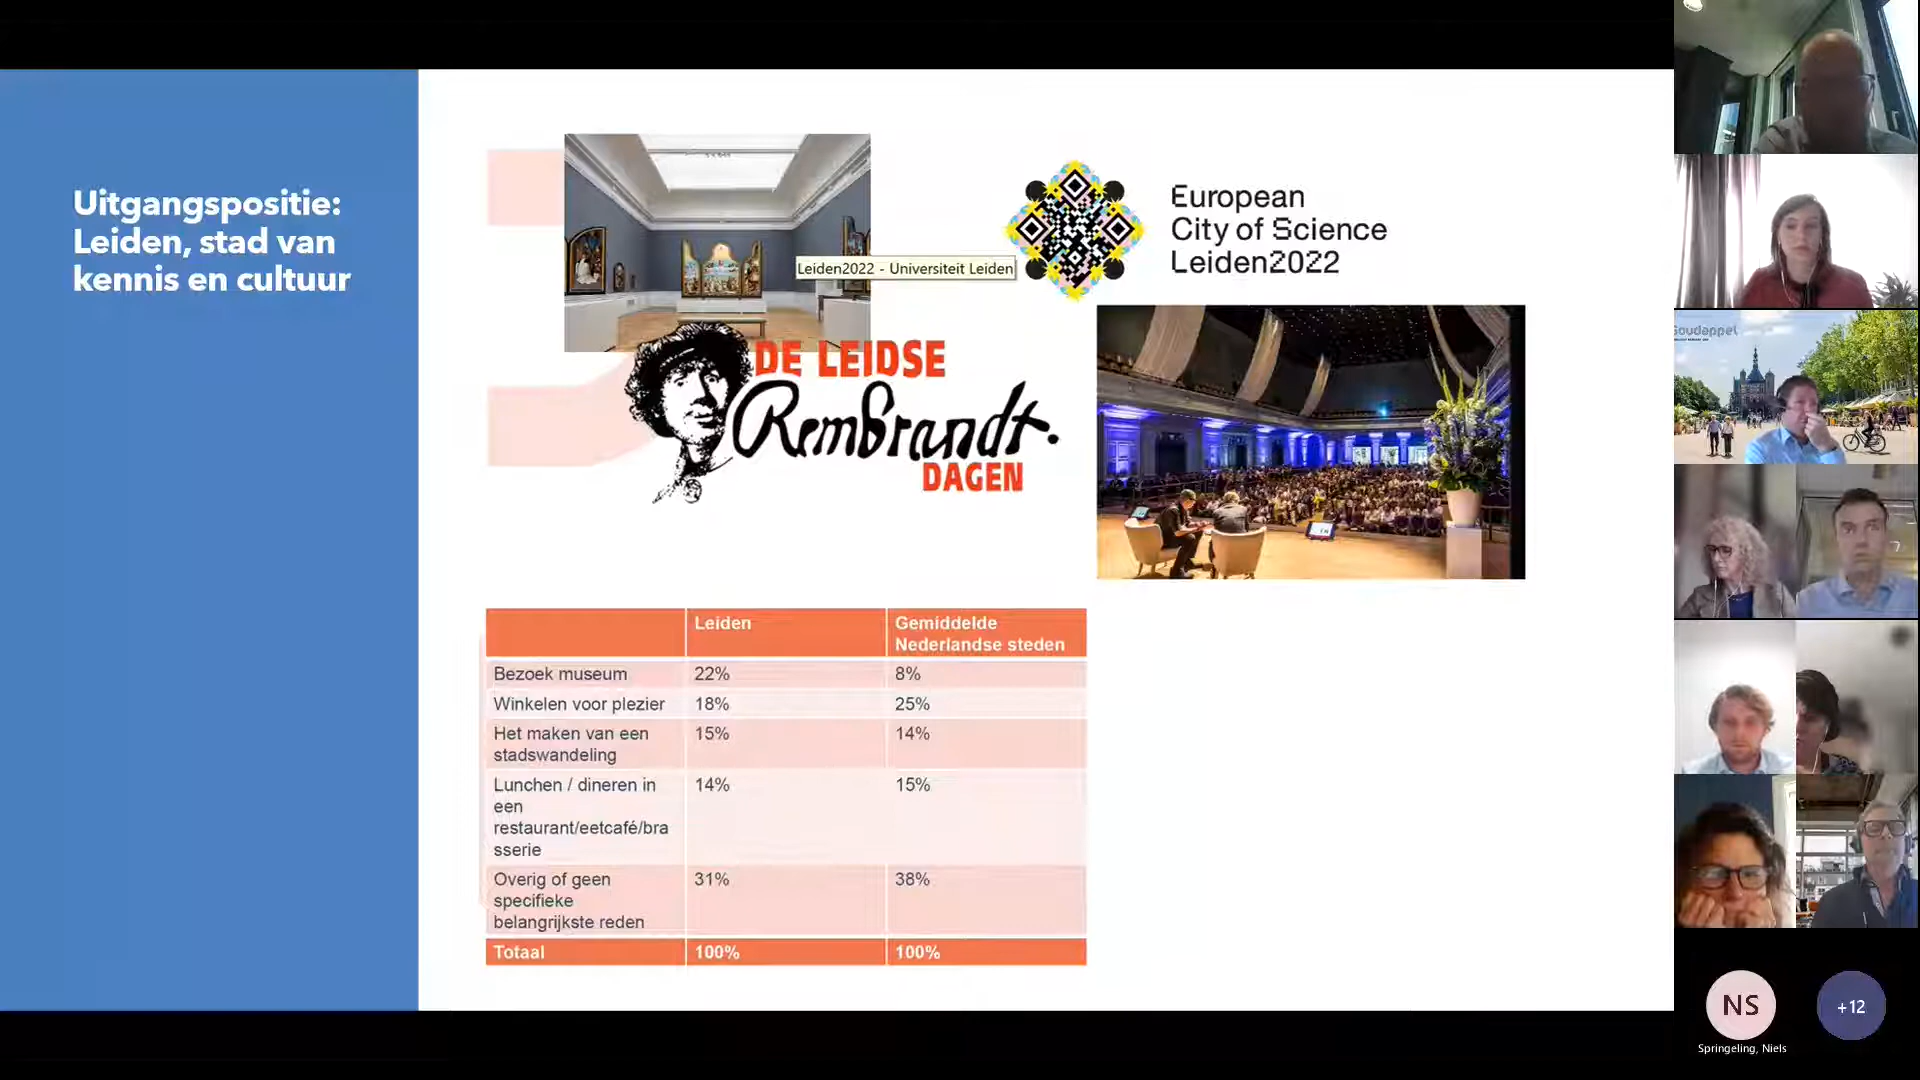 Uitgangspositie:
Leiden, stad van
kennis en cultuur
Leiden2022 - Universiteit Leiden
European
City of Science
Leiden2022
DE LEIDSE
Rembrandt.
DAGEN
Leiden
Gemiddelde
Nederlandse steden
Bezoek museum
22%
8%
Winkelen voor plezier
18%
25%
Het maken van een
stadswandeling
15%
14%
Lunchen / dineren in
een
restaurant/eetcafé/bra
sserie
14%
15%
Overig of geen
specifieke
belangrijkste reden
31%
38%
Totaal
100%
100%
Goudappel
NS
Springeling, Niels
+12